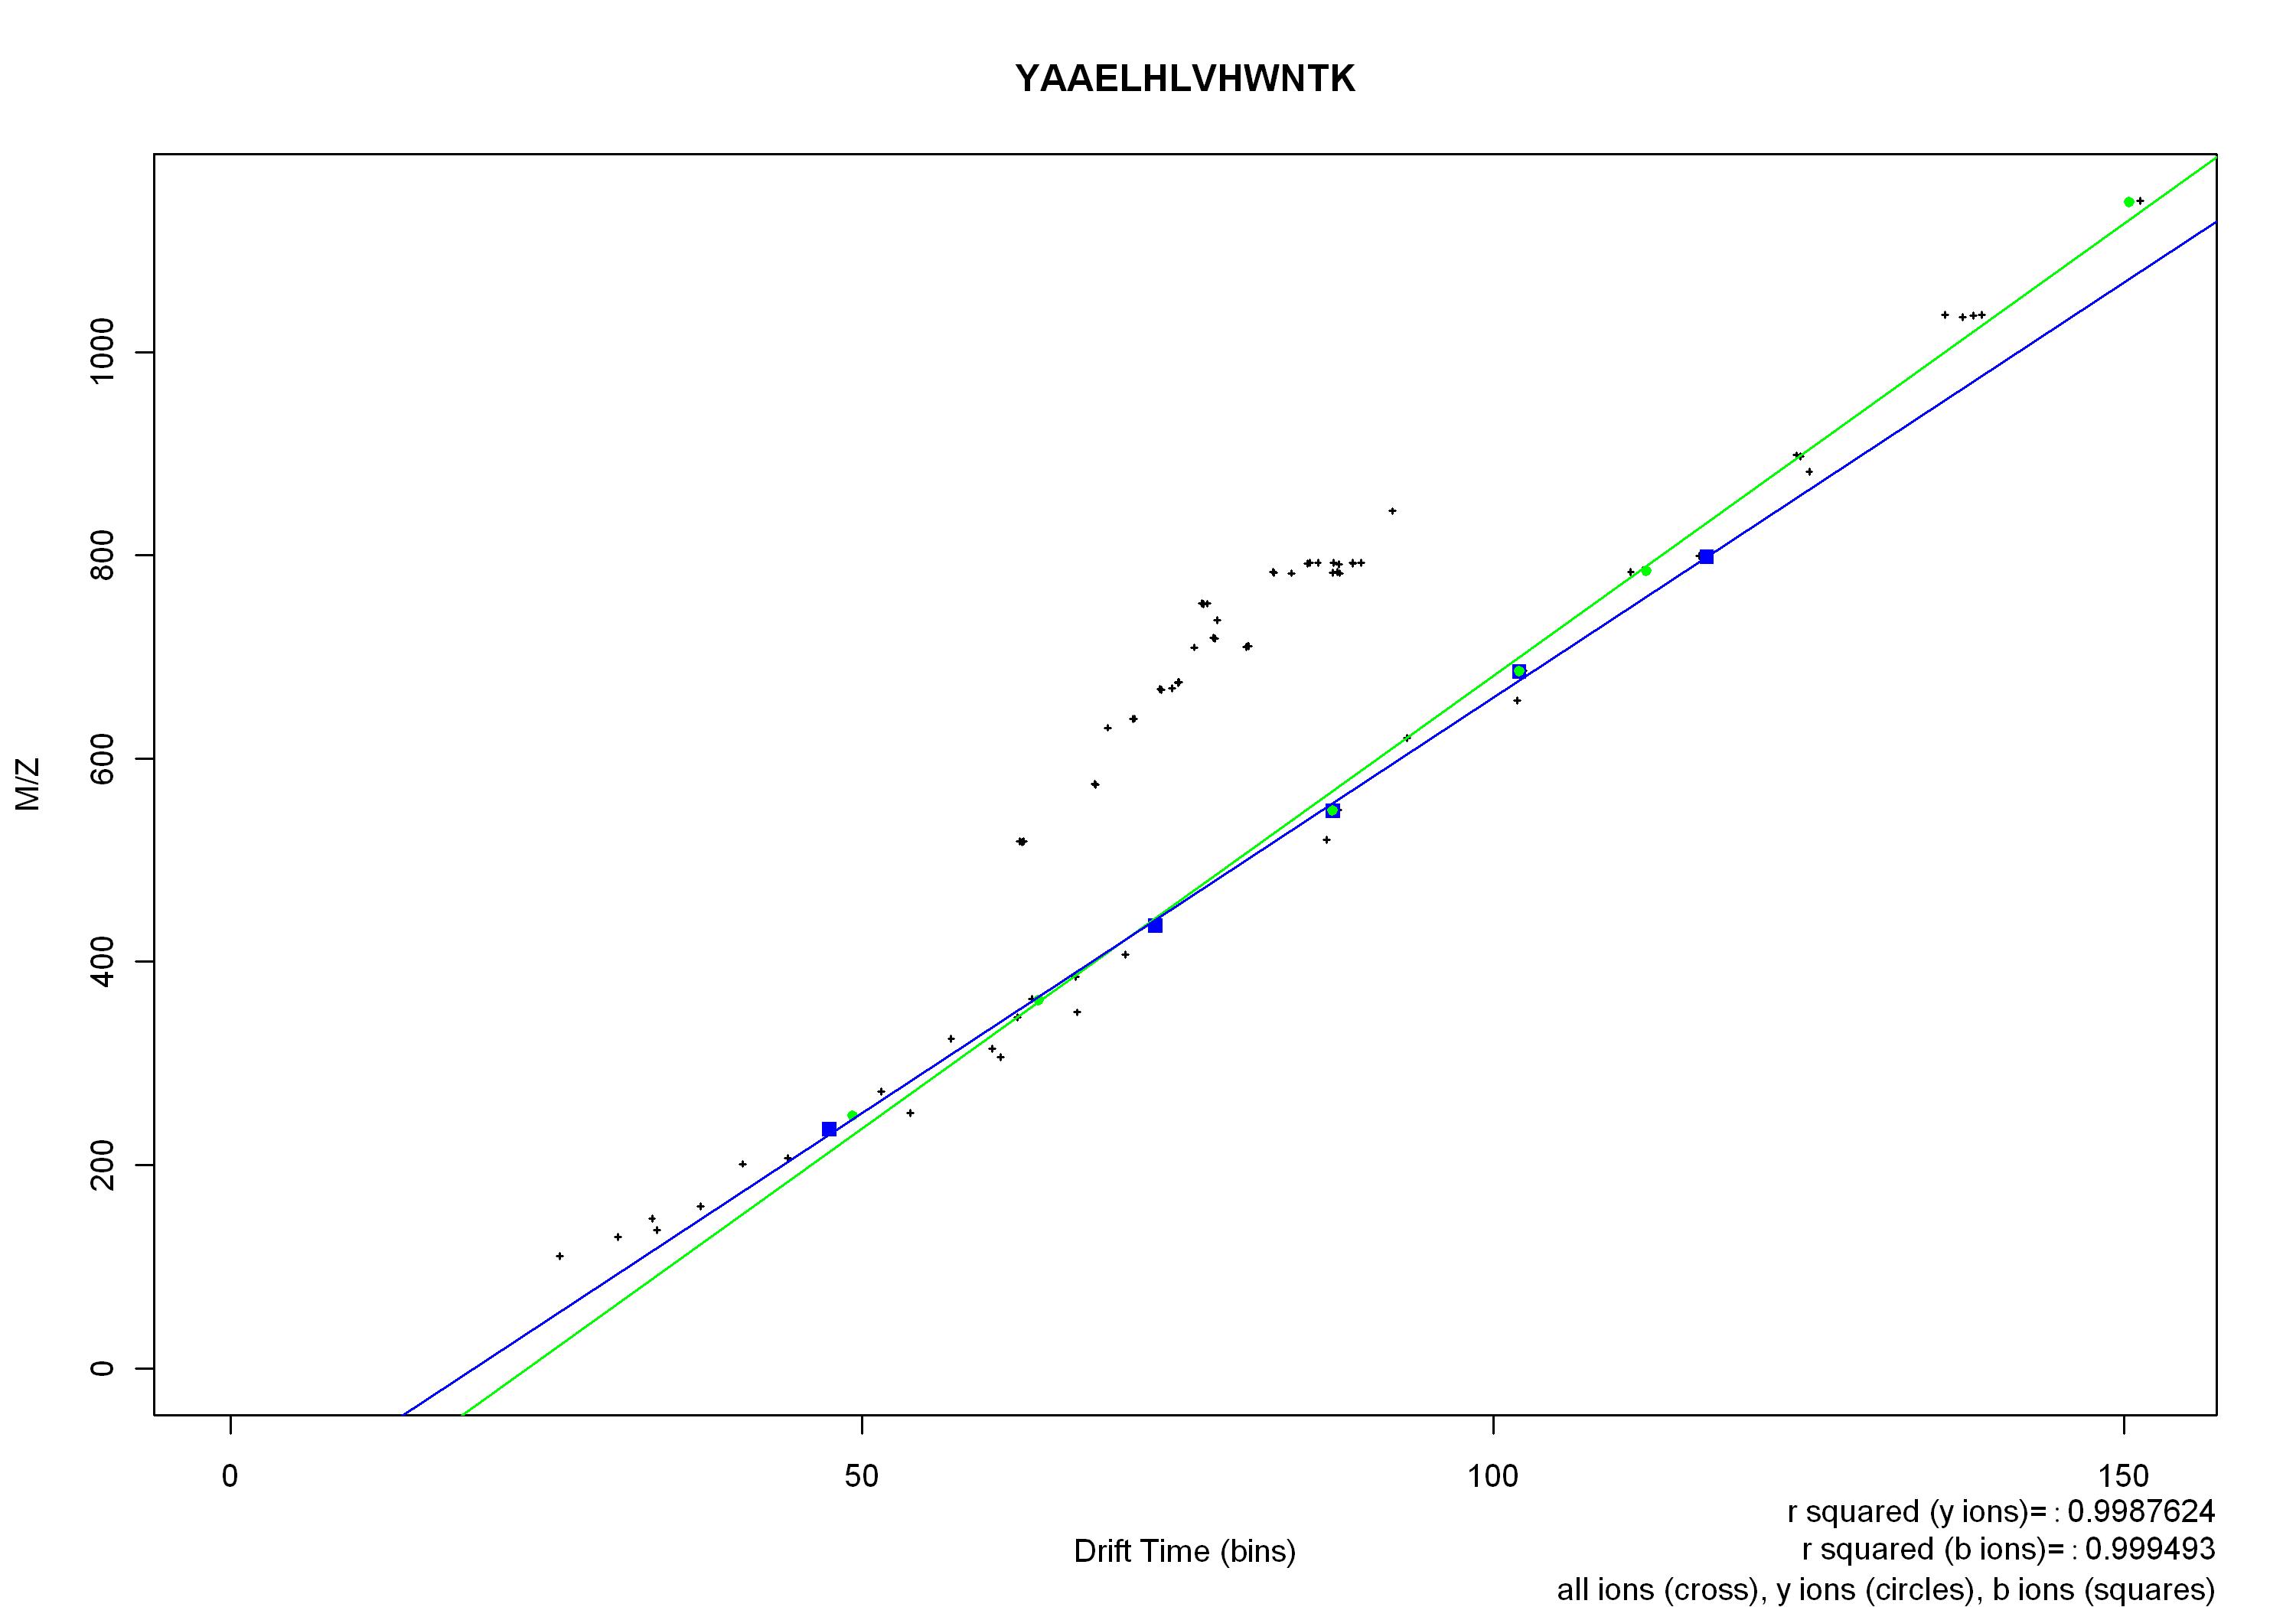 YAAELHLVHWNTK
M/Z
1000
800
600
400
200
0
0 50 100 150
Drift Time (bins)
r squared (y ions)= : 0.9987624
r squared (b ions)= : 0.999493
all ions (cross), y ions (circles), b ions (squares)